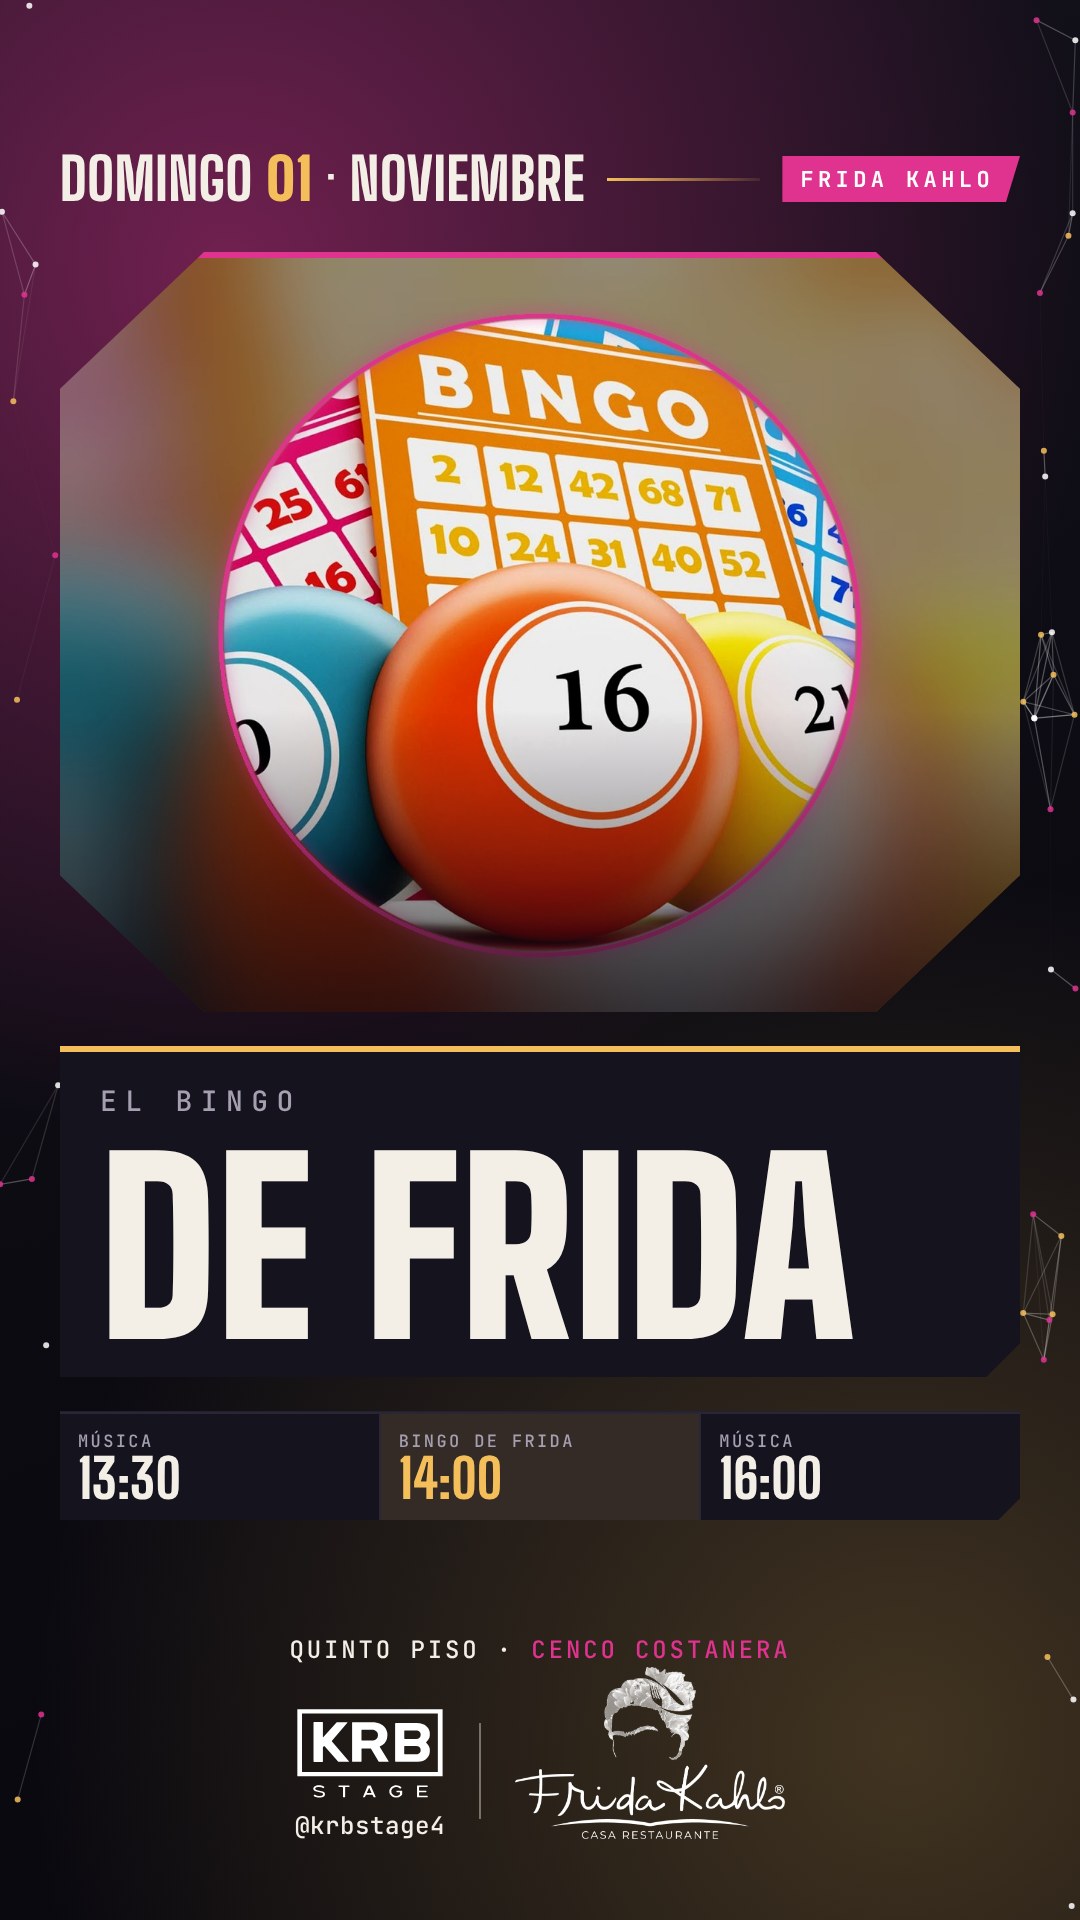 DOMINGO 01 · NOVIEMBRE
FRIDA KAHLO
BINGO
2 12 42 68 71
10 24 31 40 52
25 61
16
16
EL BINGO
DE FRIDA
MÚSICA
13:30
BINGO DE FRIDA
14:00
MÚSICA
16:00
QUINTO PISO · CENCO COSTANERA
KRB
STAGE
@krbstage4
Frida Kahlo®
CASA RESTAURANTE